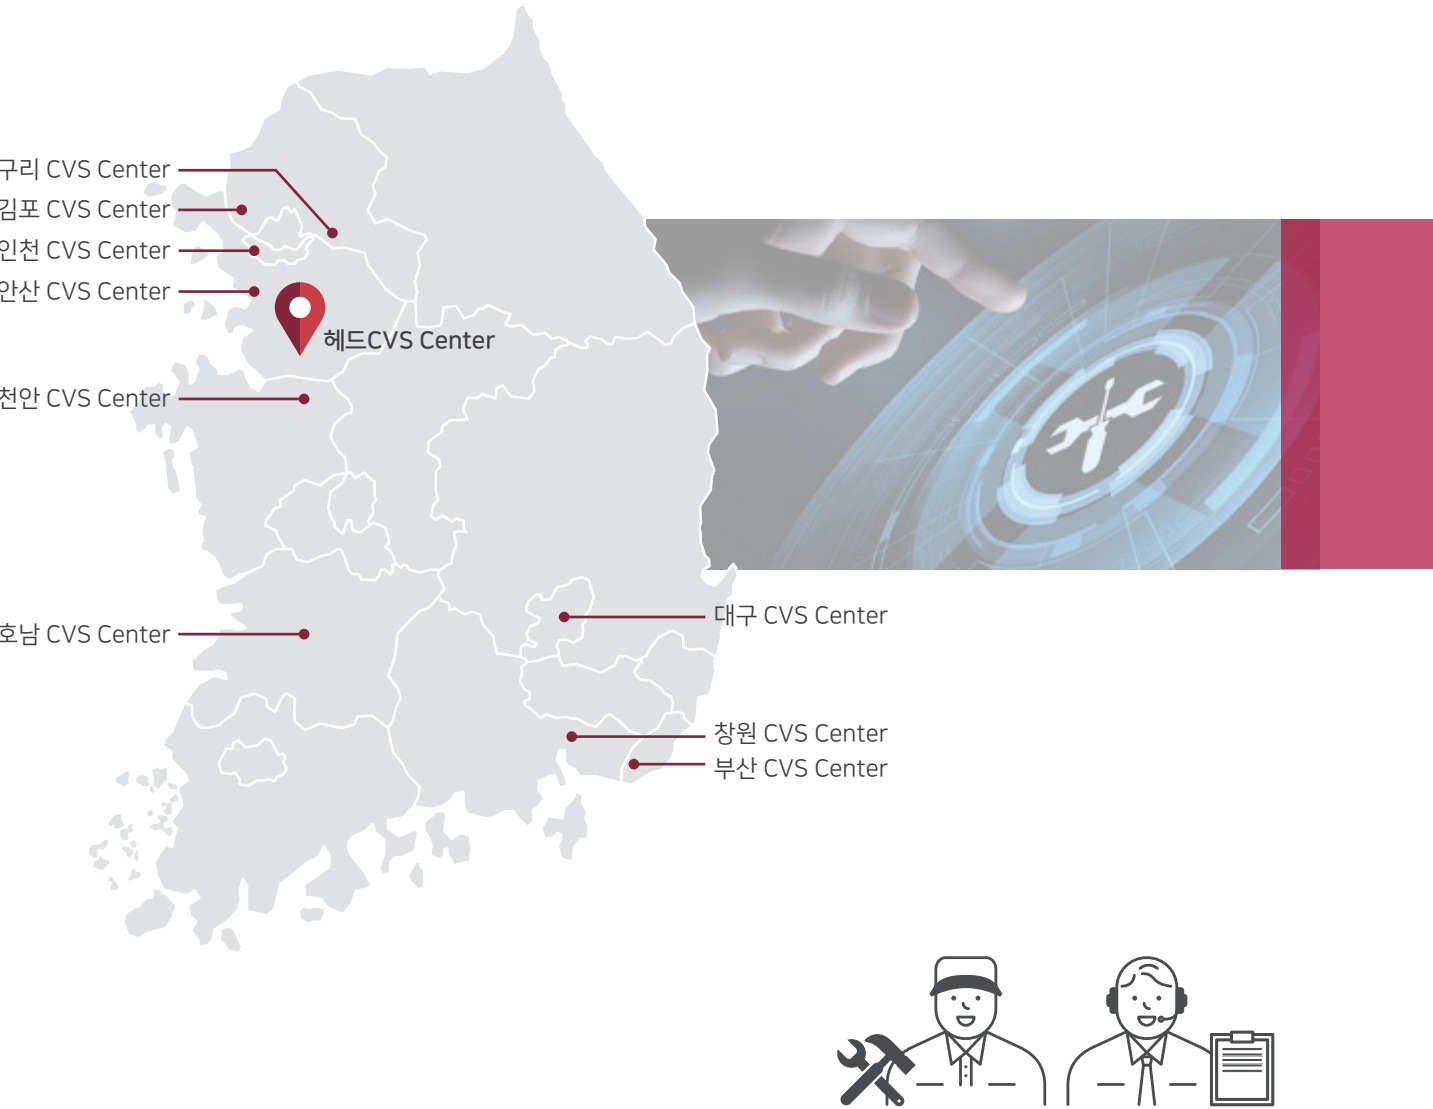 구리 CVS Center
김포 CVS Center
인천 CVS Center
안산 CVS Center
헤드CVS Center
천안 CVS Center
호남 CVS Center
대구 CVS Center
창원 CVS Center
부산 CVS Center